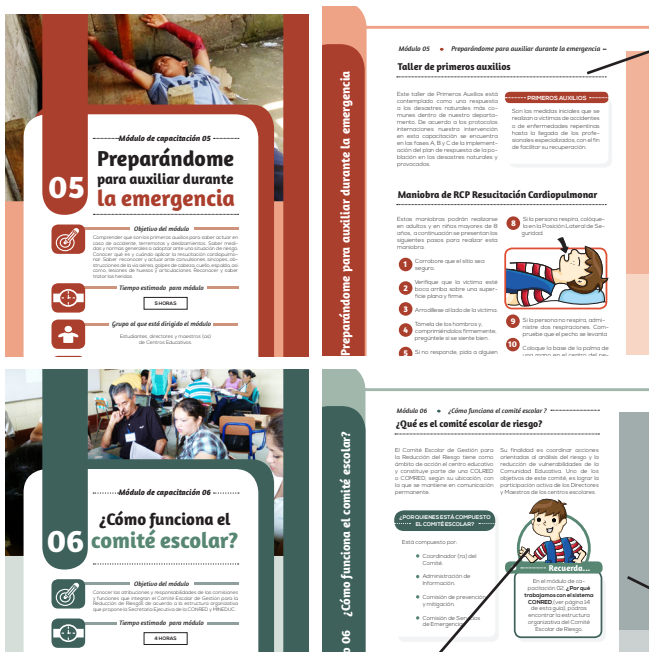 Módulo de capacitación 05
05
Preparándome
para auxiliar durante
la emergencia
Objetivo del módulo
Comprender que son los primeros auxilios para saber actuar en
caso de accidente, terremotos y deslizamientos. Saber medi-
das y normas generales a adoptar ante una situación de riesgo.
Conocer qué es y cuándo aplicar la resucitación cardiopulmo-
nar. Saber reconocer y actuar ante convulsiones, síncopes, obs-
trucciones de la vía aérea, golpes de cabeza, cuello, espalda, así
como, lesiones de huesos y articulaciones. Reconocer y saber
tratar las heridas.
Tiempo estimado para módulo
5 HORAS
Grupo al que está dirigido el módulo
Estudiantes, directores y maestros (as)
de Centros Educativos.
Preparándome para auxiliar durante la emergencia
Módulo 05 • Preparándome para auxiliar durante la emergencia
Taller de primeros auxilios
Este taller de Primeros Auxilios está
contemplado como una respuesta
a los desastres naturales más co-
munes dentro de nuestro departa-
mento. De acuerdo a los protocolos
internaciones nuestra intervención
en esta capacitación se encuentra
en las fases A, B y C de la implement-
ación del plan de respuesta de la po-
blación en los desastres naturales y
provocados.
PRIMEROS AUXILIOS
Son las medidas iniciales que se
realizan a víctimas de accidentes
o de enfermedades repentinas
hasta la llegada de los profe-
sionales especializados, con el fin
de facilitar su recuperación.
Maniobra de RCP Resucitación Cardiopulmonar
Estas maniobras podrán realizarse
en adultos y en niños mayores de 8
años, a continuación se presentan los
siguientes pasos para realizar esta
maniobra
1 Corrobore que el sitio sea
seguro.
2 Verifique que la víctima esté
boca arriba sobre una super-
ficie plana y firme.
3 Arrodíllese al lado de la víctima.
4 Tómela de los hombros y,
comprimiéndolos firmemente,
pregúntele si se siente bien.
5 Si no responde, pida a alguien
8 Si la persona respira, colóque-
la en la Posición Lateral de Se-
guridad.
9 Si la persona no respira, admi-
nistre dos respiraciones. Com-
pruebe que el pecho se levanta.
10 Coloque la base de la palma de
una mano en el centro del pe-
Módulo de capacitación 06
06
¿Cómo funciona el
comité escolar?
Objetivo del módulo
Conocer las atribuciones y responsabilidades de las comisiones
y funciones que integran el Comité Escolar de Gestión para la
Reducción de Riesgos de acuerdo a la estructura organizativa
que propone la Secretaría Ejecutiva de la CONRED y MINEDUC.
Tiempo estimado para módulo
4 HORAS
o 06 ¿Cómo funciona el comité escolar?
Módulo 06 • ¿Cómo funciona el comité escolar ?
¿Qué es el comité escolar de riesgo?
El Comité Escolar de Gestión para
la Reducción del Riesgo tiene como
ámbito de acción el centro educativo
y constituye parte de una COLRED
o COMRED, según su ubicación, con
la que se mantiene en comunicación
permanente.
Su finalidad es coordinar acciones
orientadas al análisis del riesgo y la
reducción de vulnerabilidades de la
Comunidad Educativa. Uno de los
objetivos de este comité, es lograr la
participación activa de los Directores
y Maestros de los centros escolares.
¿POR QUIENES ESTÁ COMPUESTO
EL COMITÉ ESCOLAR?
Está compuesto por:
Coordinador (ra) del
Comité.
Administración de
Información.
Comisión de prevención
y mitigación.
Comisión de Servicios
de Emergencia
Recuerda...
En el módulo de ca-
pacitación 02, ¿Por qué
trabajamos con el sistema
CONRED (ver página 14
de esta guía), podras
encontrar la estructura
organizativa del Comité
Escolar de Riesgo.